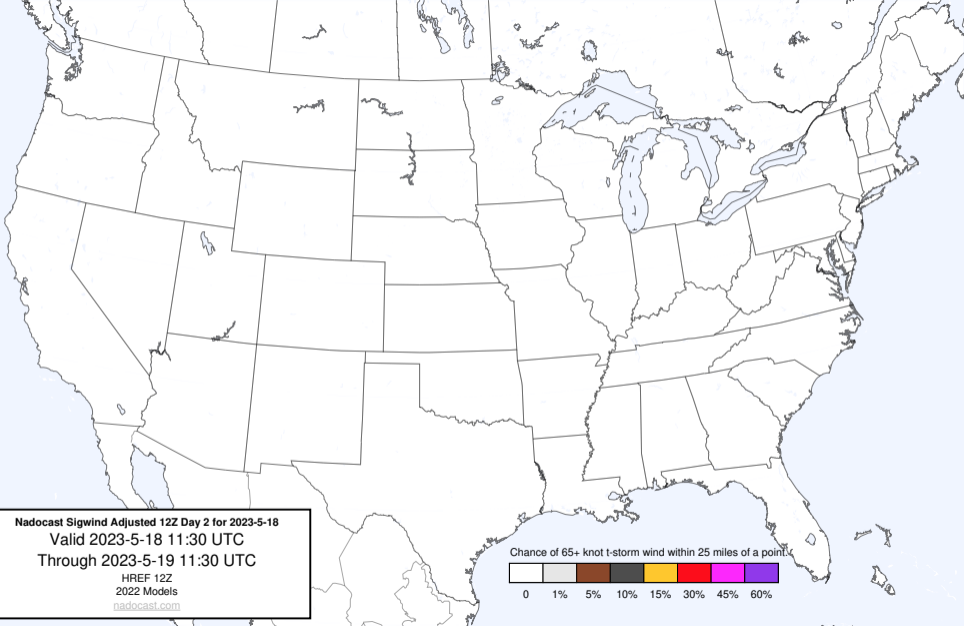 Nadocast Sigwind Adjusted 12Z Day 2 for 2023-5-18
Valid 2023-5-18 11:30 UTC
Through 2023-5-19 11:30 UTC
HREF 12Z
2022 Models
nadocast.com
Chance of 65+ knot t-storm wind within 25 miles of a point.
0 1% 5% 10% 15% 30% 45% 60%